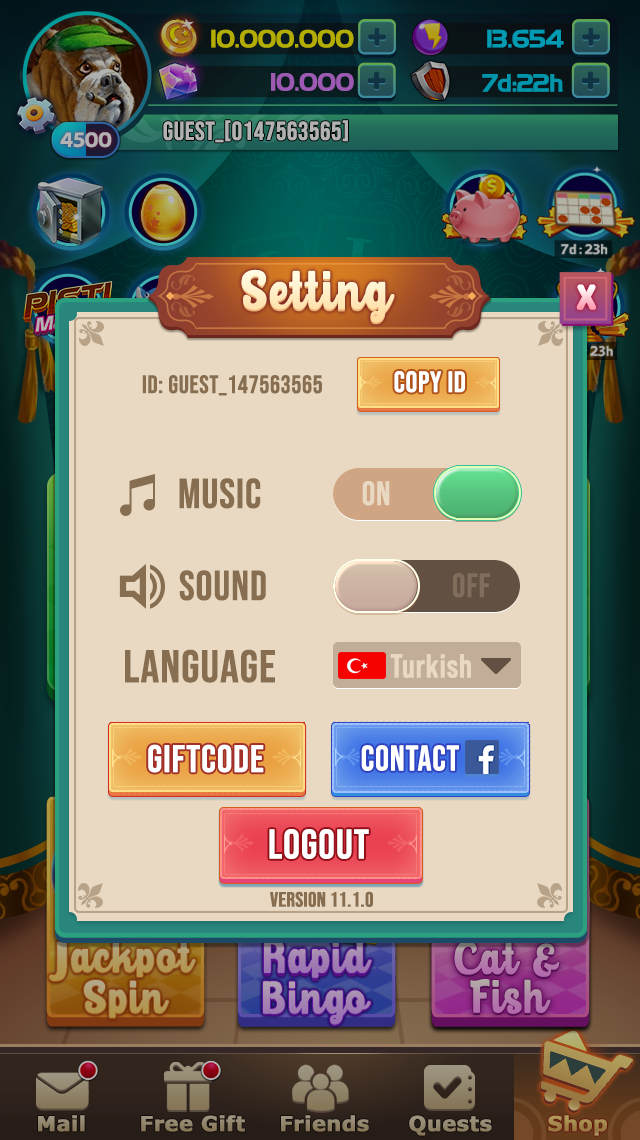 10.000.000
13.654
10.000
7d:22h
4500
GUEST_[0147563565]
7d:23h
PISTI
Setting
X
23h
ID: GUEST_147563565
COPY ID
MUSIC
ON
SOUND
OFF
LANGUAGE
Turkish
GIFTCODE
CONTACT f
LOGOUT
VERSION 11.1.0
Jackpot
Spin
Rapid
Bingo
Cat &
Fish
Mail
Free Gift
Friends
Quests
Shop